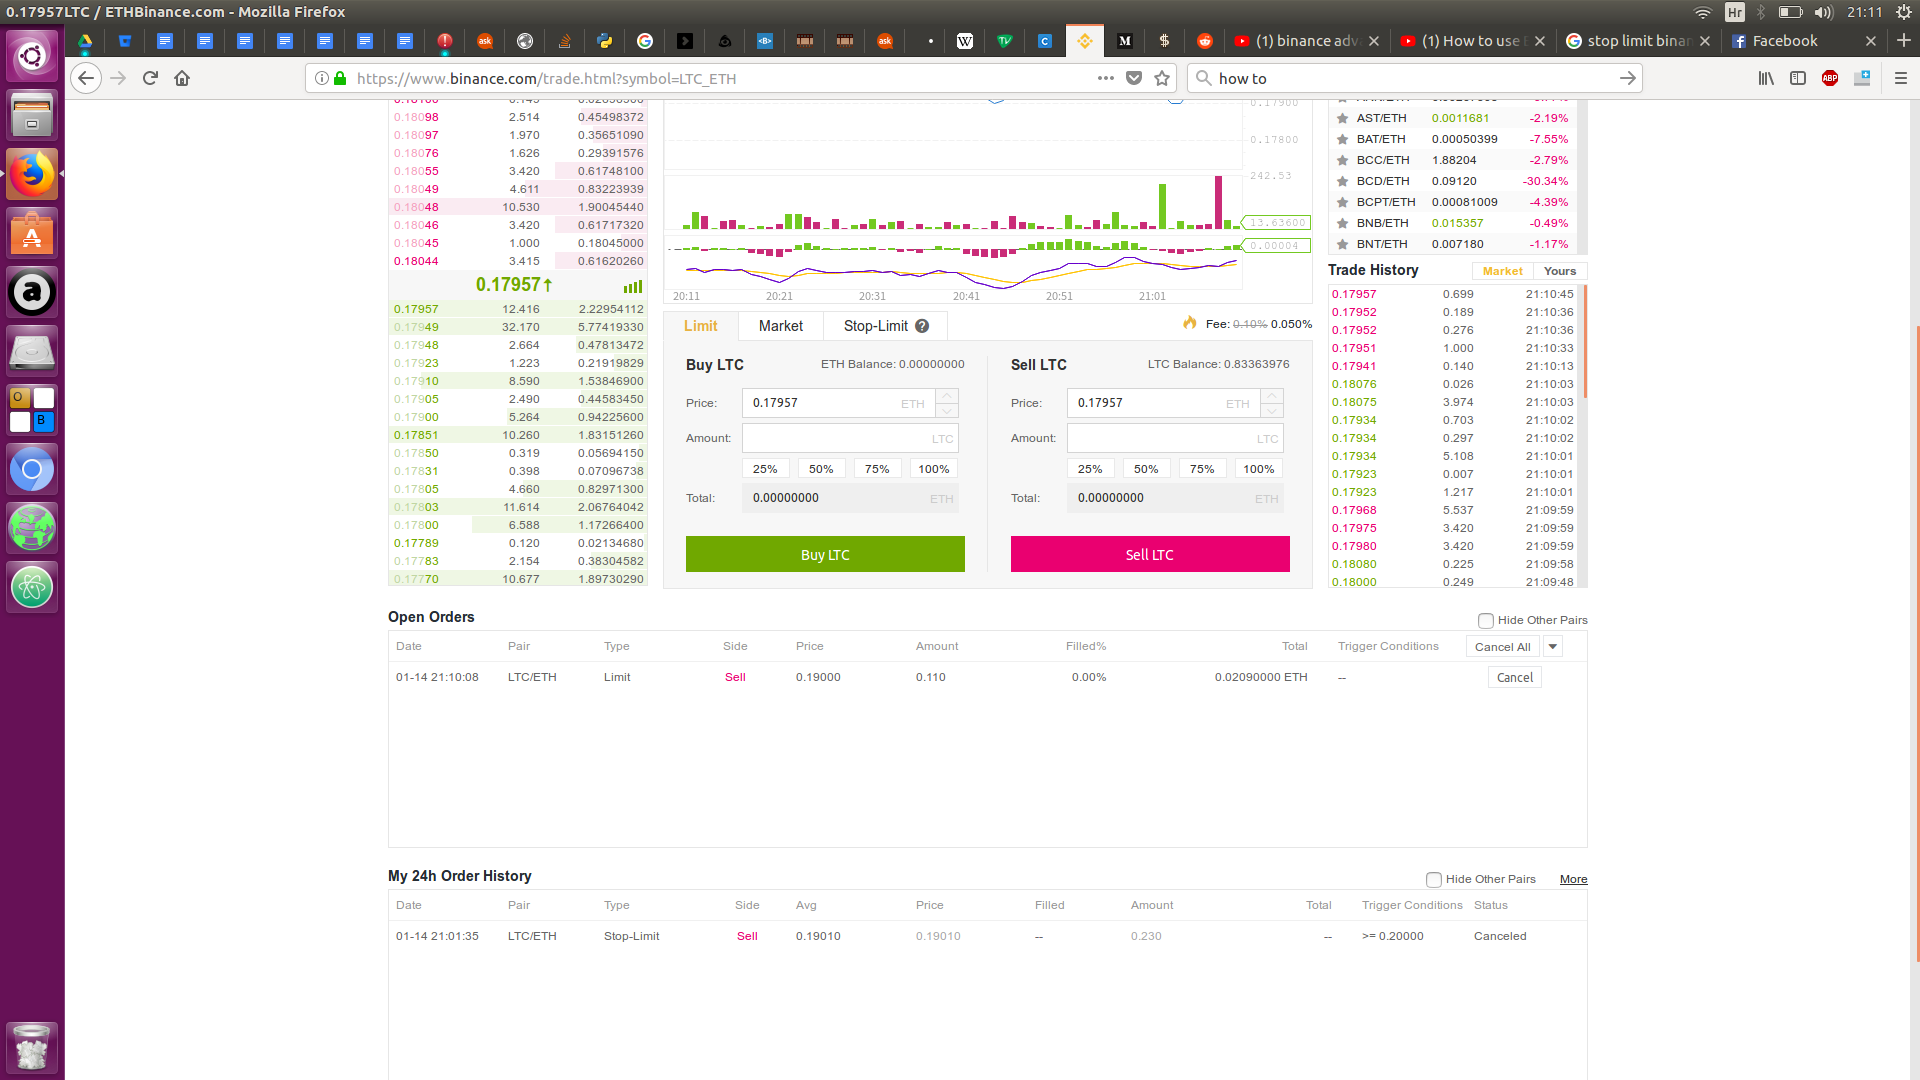 0.17957LTC / ETHBinance.com - Mozilla Firefox
Hr
21:11
(1) binance adv
(1) How to use
stop limit binan
Facebook
https://www.binance.com/trade.html?symbol=LTC_ETH
how to
0.18098 2.514 0.45498372
0.18097 1.970 0.35651090
0.18076 1.626 0.29391576
0.18055 3.420 0.61748100
0.18049 4.611 0.83223939
0.18048 10.530 1.90045440
0.18046 3.420 0.61717320
0.18045 1.000 0.18045000
0.18044 3.415 0.61620260
0.17957↑
0.17957 12.416 2.22954112
0.17949 32.170 5.77419330
0.17948 2.664 0.47813472
0.17923 1.223 0.21919829
0.17910 8.590 1.53846900
0.17905 2.490 0.44583450
0.17900 5.264 0.94225600
0.17851 10.260 1.83151260
0.17850 0.319 0.05694150
0.17831 0.398 0.07096738
0.17805 4.660 0.82971300
0.17803 11.614 2.06764042
0.17800 6.588 1.17266400
0.17789 0.120 0.02134680
0.17783 2.154 0.38304582
0.17770 10.677 1.89730290
0.17900
0.17800
242.53
13.63600
0.00004
20:11 20:21 20:31 20:41 20:51 21:01
Limit Market Stop-Limit ?
Fee: 0.10% 0.050%
Buy LTC ETH Balance: 0.00000000
Price: 0.17957 ETH
Amount: LTC
25% 50% 75% 100%
Total: 0.00000000 ETH
Buy LTC
Sell LTC LTC Balance: 0.83363976
Price: 0.17957 ETH
Amount: LTC
25% 50% 75% 100%
Total: 0.00000000 ETH
Sell LTC
AST/ETH 0.0011681 -2.19%
BAT/ETH 0.00050399 -7.55%
BCC/ETH 1.88204 -2.79%
BCD/ETH 0.09120 -30.34%
BCPT/ETH 0.00081009 -4.39%
BNB/ETH 0.015357 -0.49%
BNT/ETH 0.007180 -1.17%
Trade History Market Yours
0.17957 0.699 21:10:45
0.17952 0.189 21:10:36
0.17952 0.276 21:10:36
0.17951 1.000 21:10:33
0.17941 0.140 21:10:13
0.18076 0.026 21:10:03
0.18075 3.974 21:10:03
0.17934 0.703 21:10:02
0.17934 0.297 21:10:02
0.17934 5.108 21:10:01
0.17923 0.007 21:10:01
0.17923 1.217 21:10:01
0.17968 5.537 21:09:59
0.17975 3.420 21:09:59
0.17980 3.420 21:09:59
0.18080 0.225 21:09:58
0.18000 0.249 21:09:48
Open Orders
Hide Other Pairs
Date Pair Type Side Price Amount Filled% Total Trigger Conditions Cancel All
01-14 21:10:08 LTC/ETH Limit Sell 0.19000 0.110 0.00% 0.02090000 ETH -- Cancel
My 24h Order History
Hide Other Pairs More
Date Pair Type Side Avg Price Filled Amount Total Trigger Conditions Status
01-14 21:01:35 LTC/ETH Stop-Limit Sell 0.19010 0.19010 -- 0.230 -- >= 0.20000 Canceled